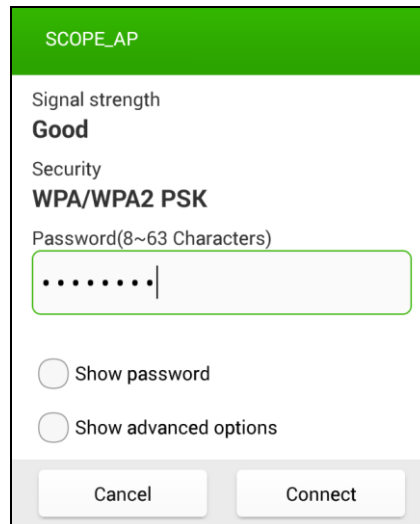 SCOPE_AP
Signal strength
Good
Security
WPA/WPA2 PSK
Password(8~63 Characters)
••••••••
Show password
Show advanced options
Cancel
Connect